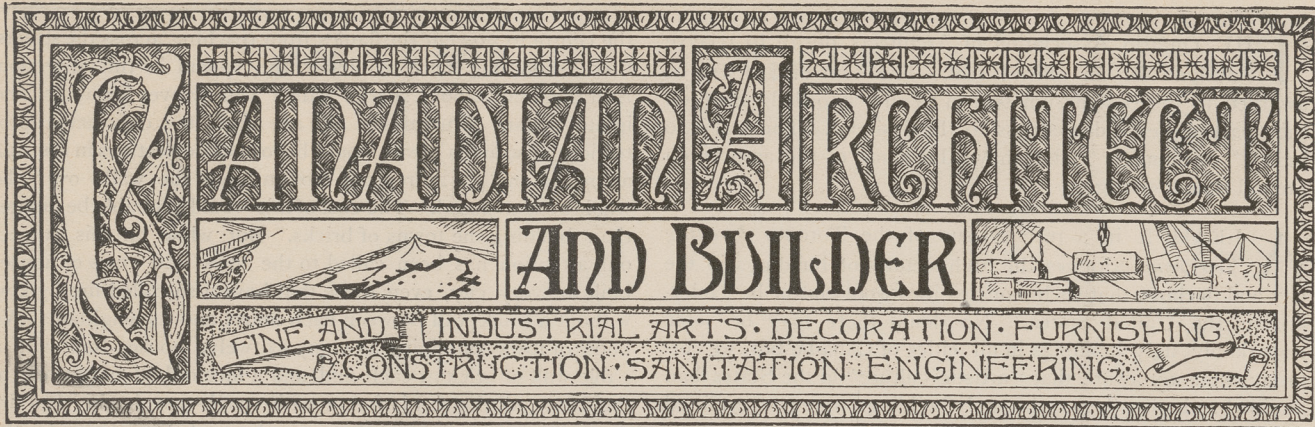 CANADIAN ARCHITECT
AND BUILDER
FINE AND INDUSTRIAL ARTS · DECORATION · FURNISHING
CONSTRUCTION · SANITATION · ENGINEERING ·